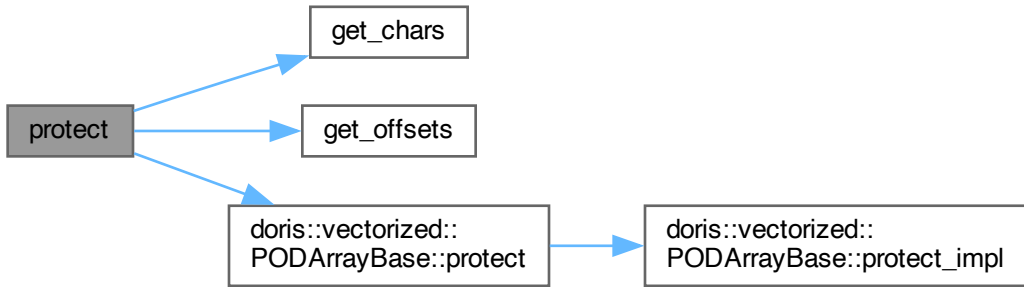 get_chars
protect
get_offsets
doris::vectorized::
PODArrayBase::protect
doris::vectorized::
PODArrayBase::protect_impl